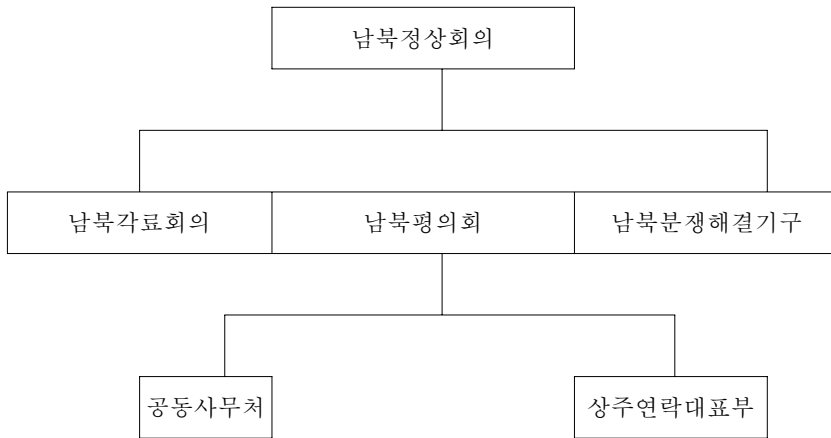 남북정상회의
남북각료회의
남북평의회
남북분쟁해결기구
공동사무처
상주연락대표부